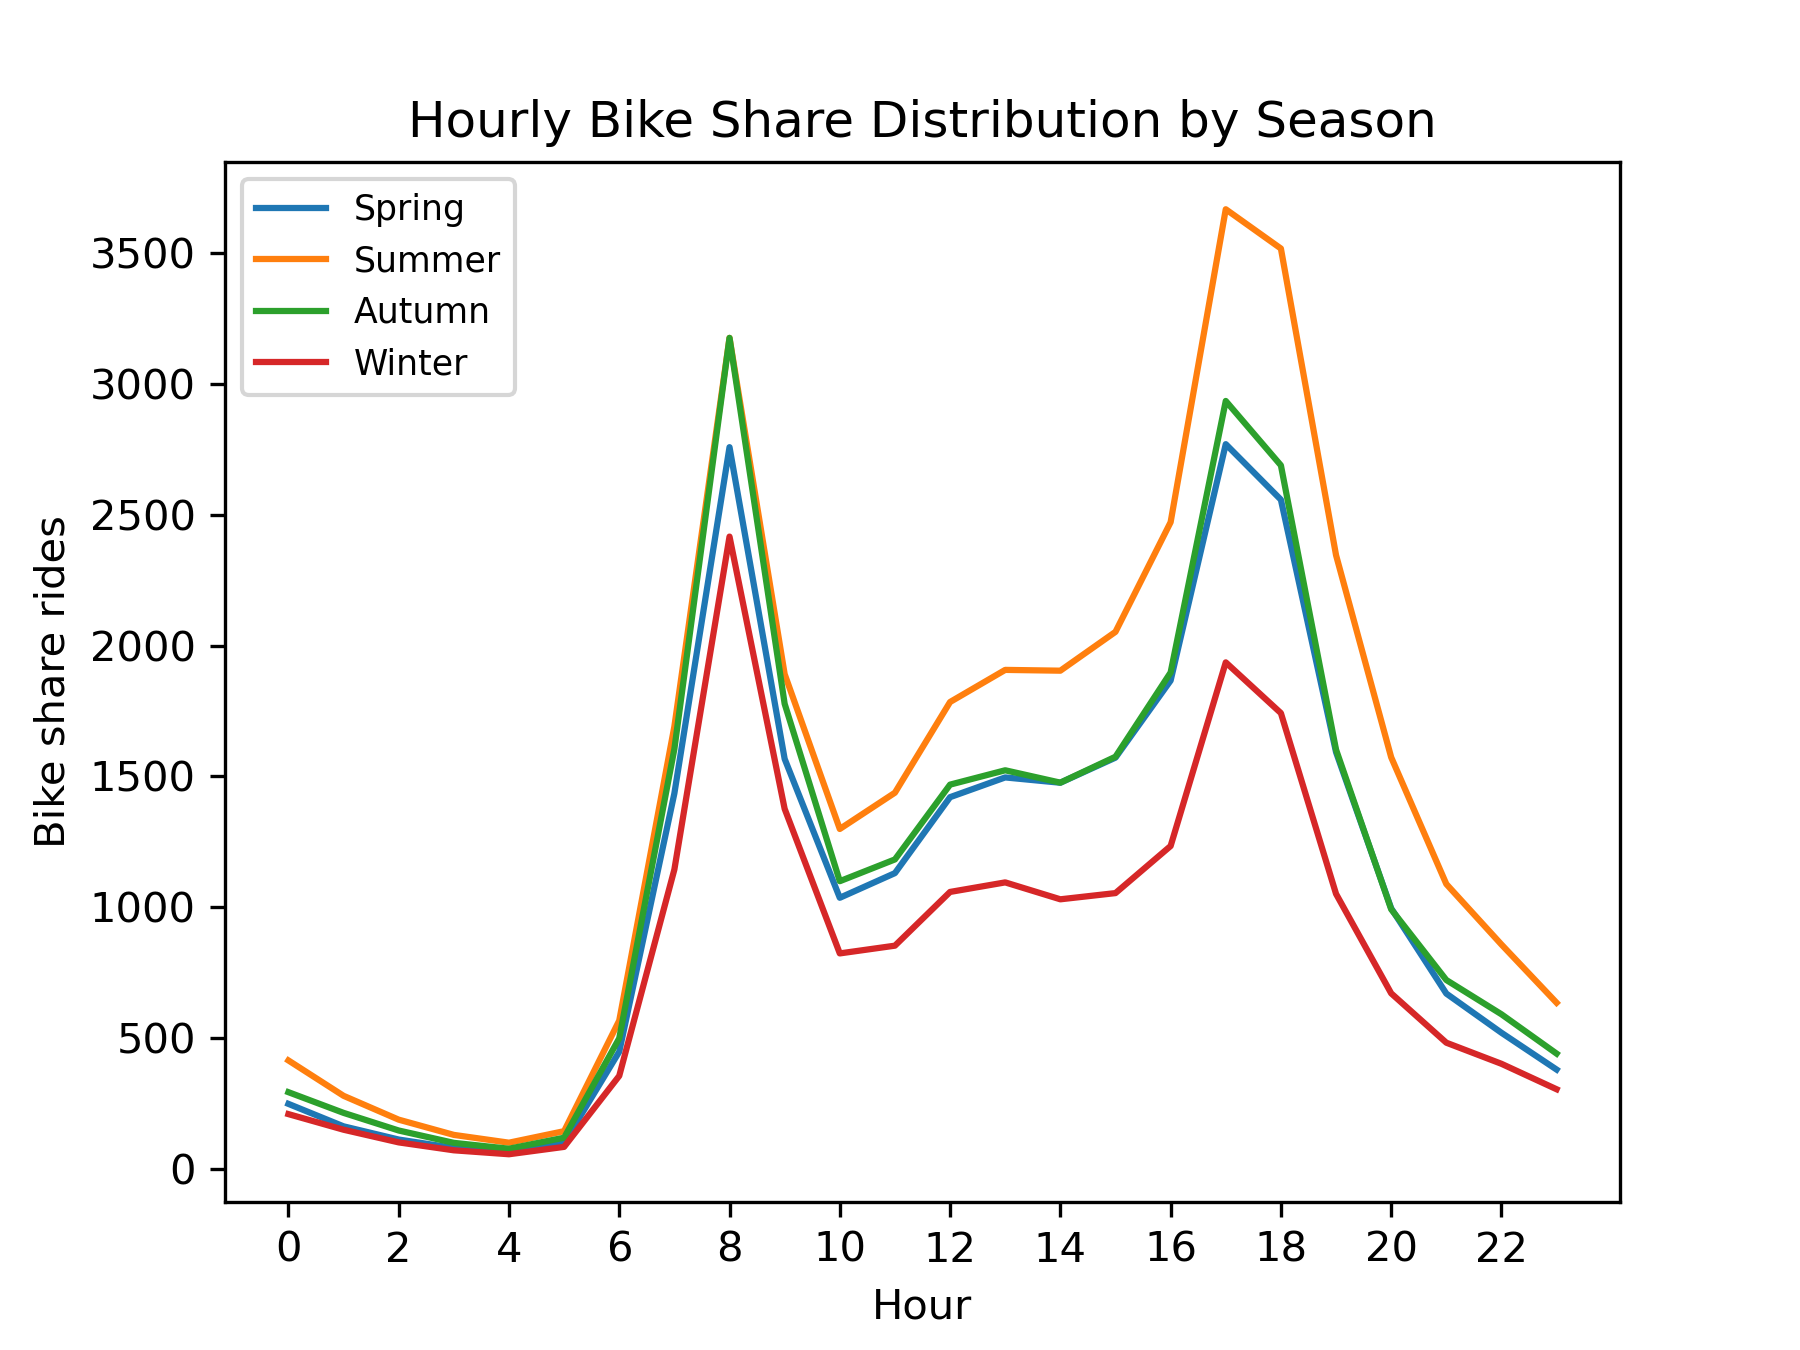 Hourly Bike Share Distribution by Season
Spring
Summer
Autumn
Winter
3500
3000
2500
2000
1500
1000
500
0
Bike share rides
0 2 4 6 8 10 12 14 16 18 20 22
Hour